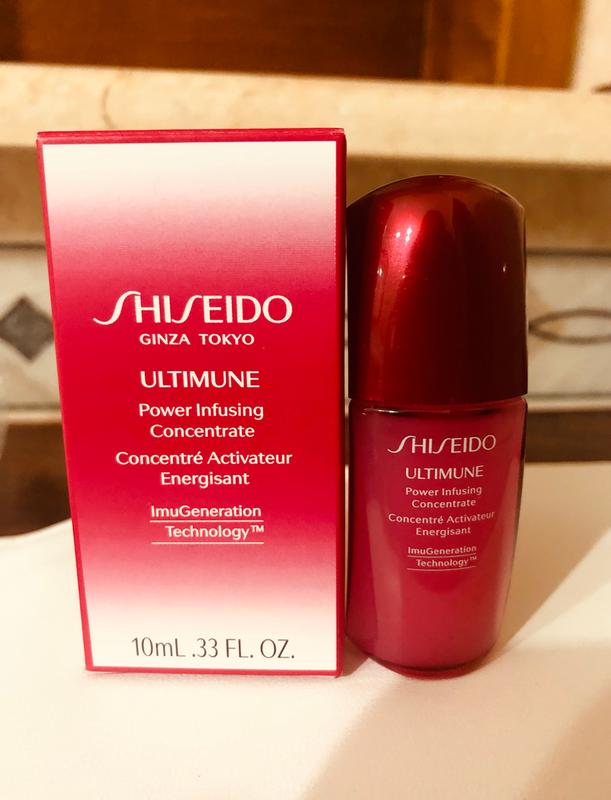 SHISEIDO
GINZA TOKYO
ULTIMUNE
Power Infusing
Concentrate
Concentré Activateur
Energisant
ImuGeneration
Technology™
10mL .33 FL. OZ.
SHISEIDO
ULTIMUNE
Power Infusing
Concentrate
Concentré Activateur
Energisant
ImuGeneration
Technology™